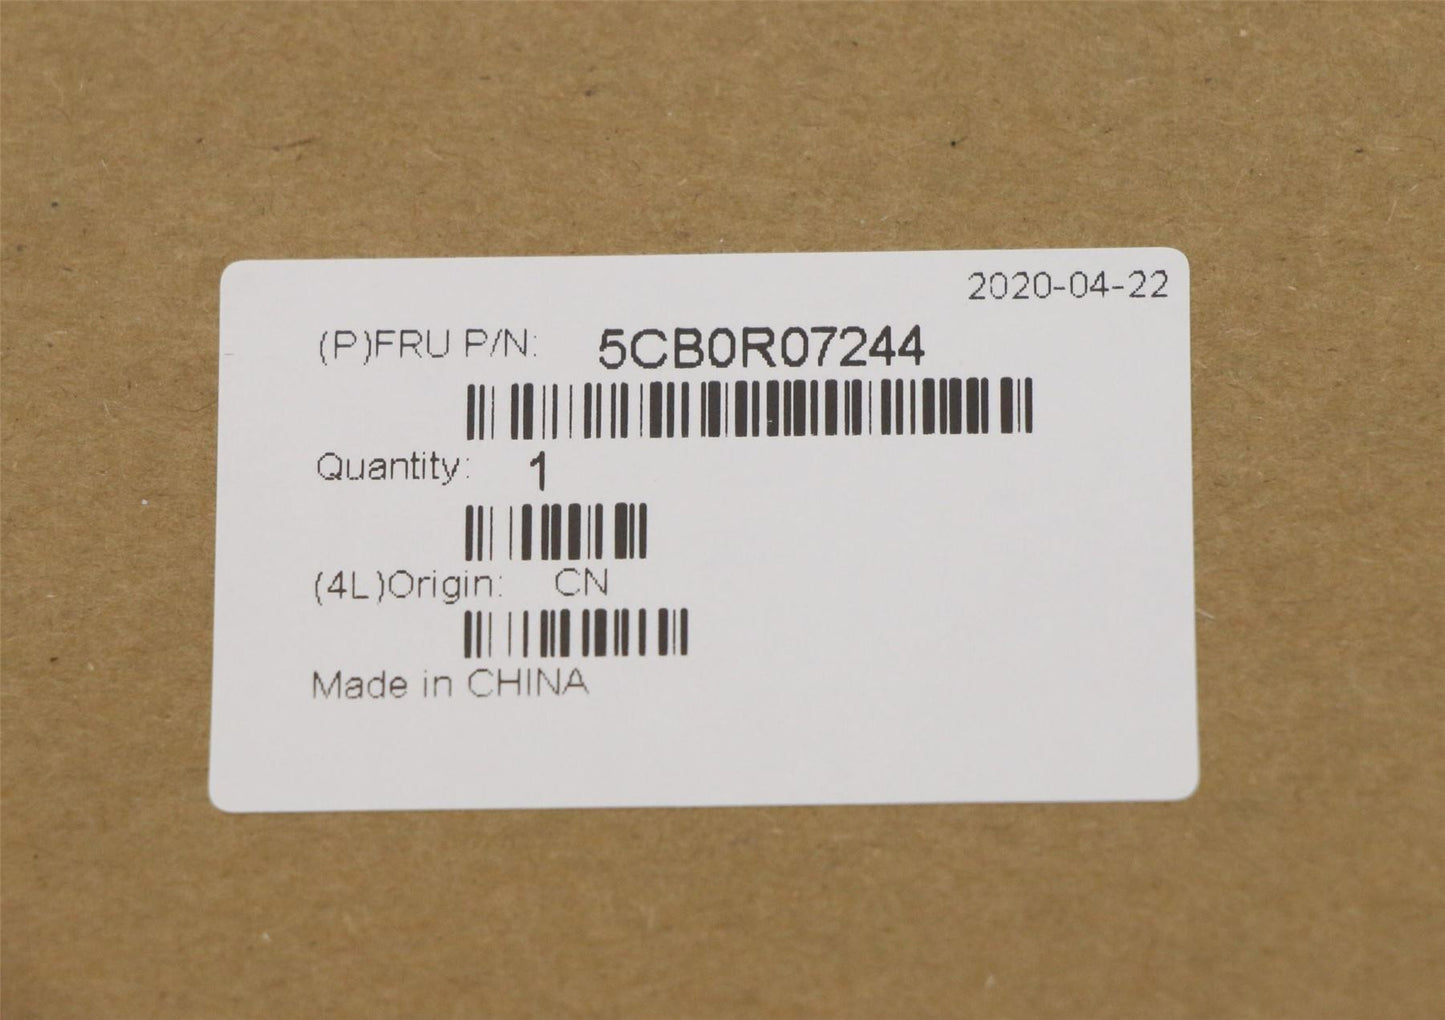 2020-04-22
(P)FRU P/N: 5CB0R07244
Quantity: 1
(4L)Origin: CN
Made in CHINA